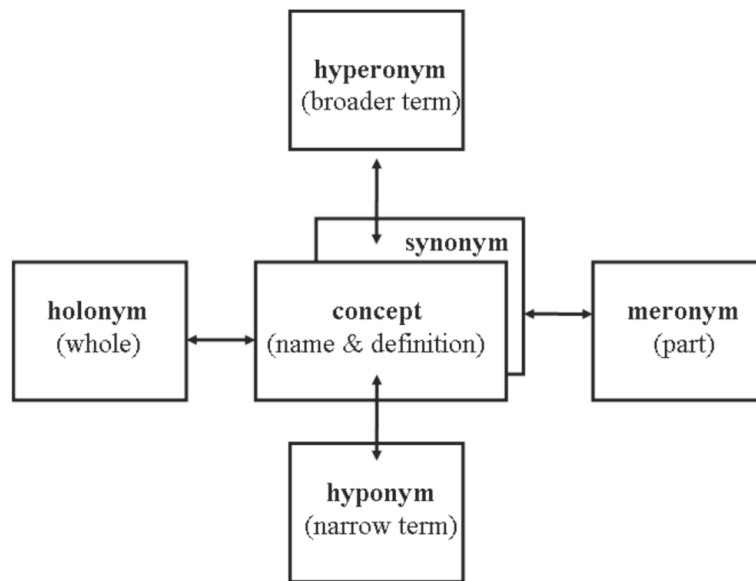 hyperonym
(broader term)
synonym
holonym
(whole)
concept
(name & definition)
meronym
(part)
hyponym
(narrow term)